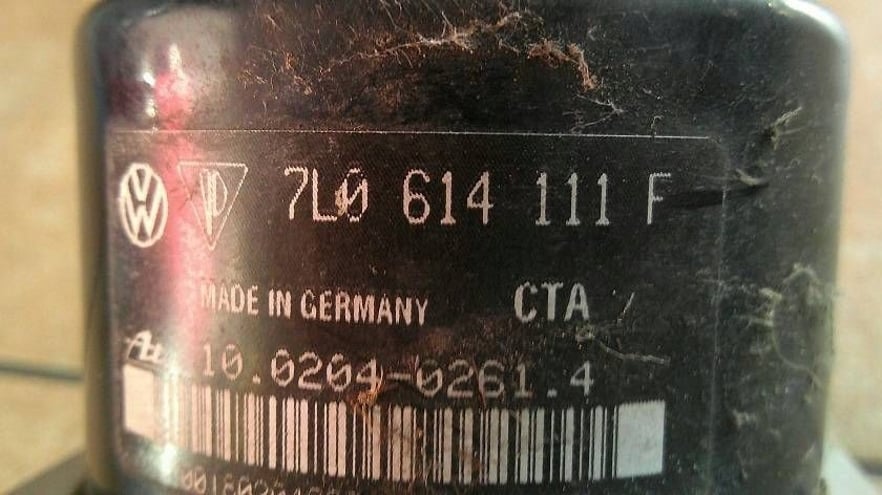 7L0 614 111 F
MADE IN GERMANY CTA
10.0204-0261.4